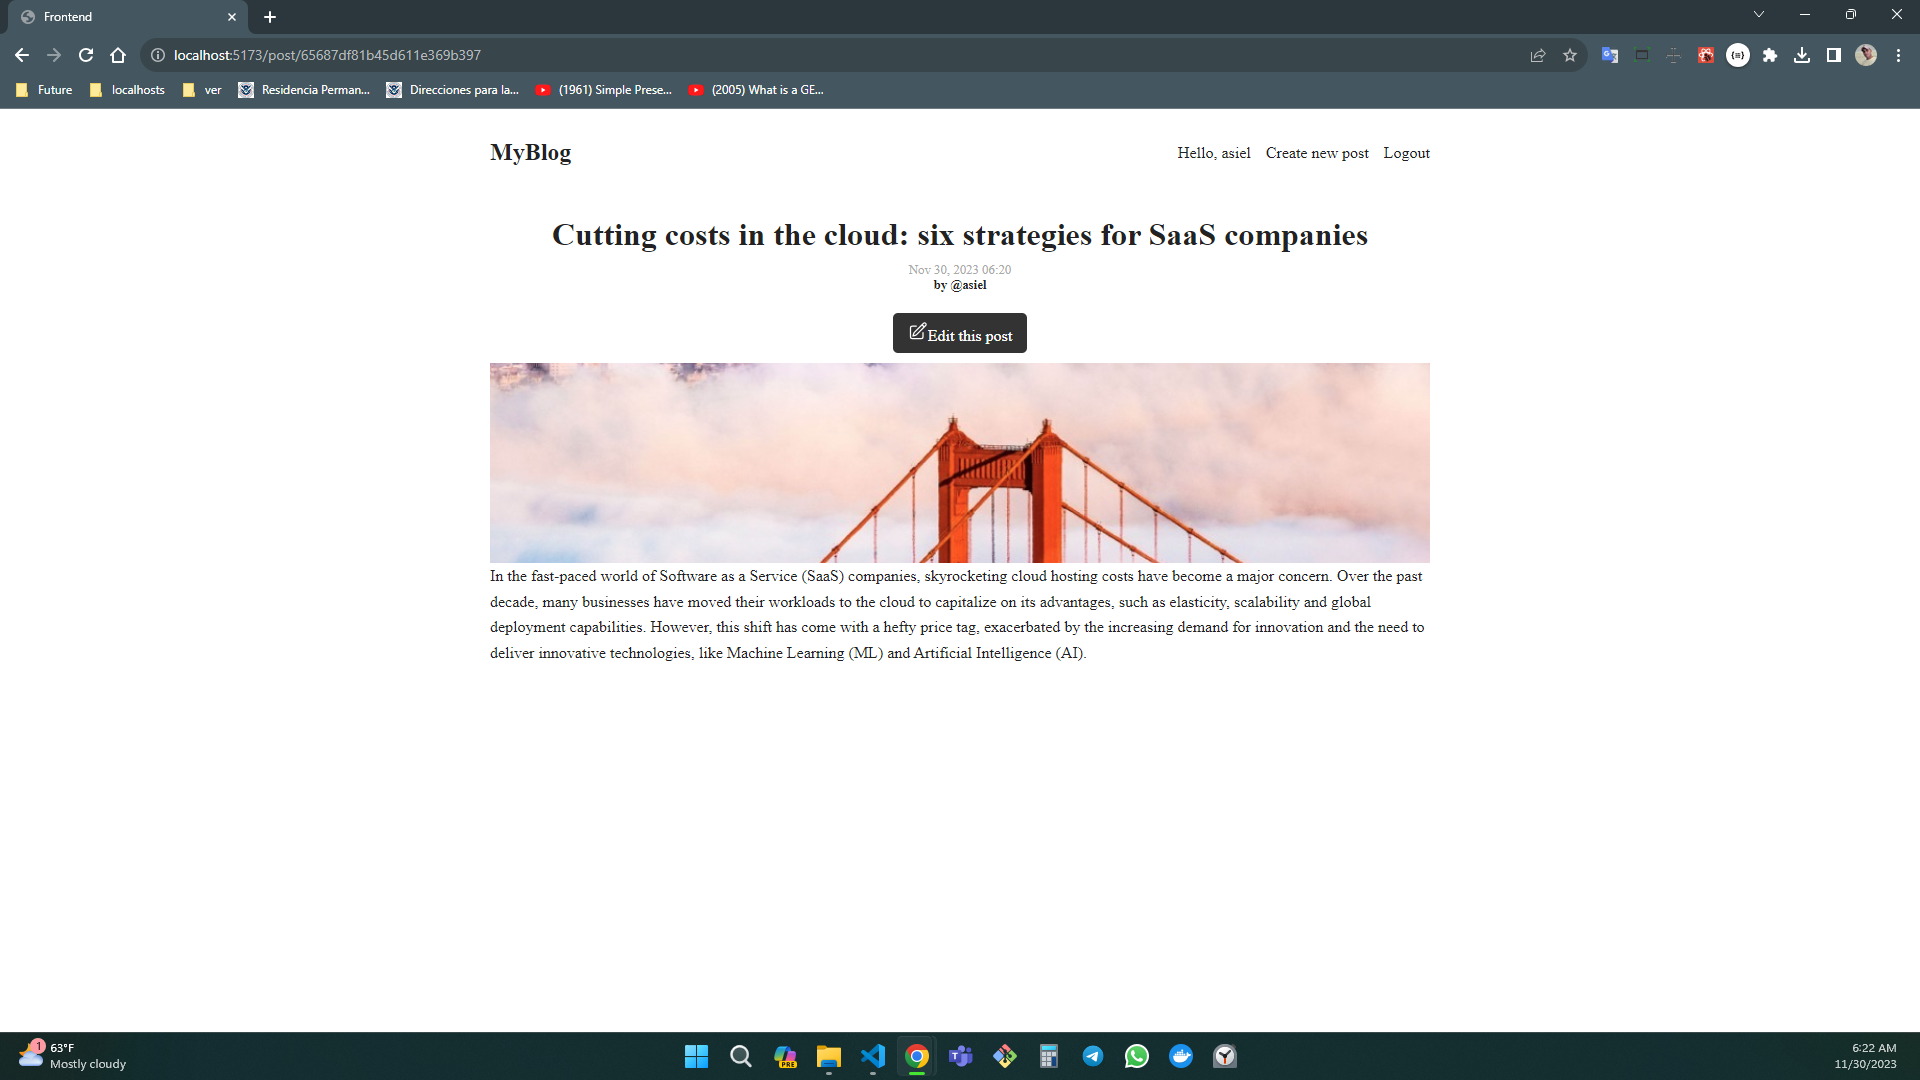 Frontend
localhost:5173/post/65687df81b45d611e369b397
Future
localhosts
ver
Residencia Perman...
Direcciones para la...
(1961) Simple Prese...
(2005) What is a GE...
MyBlog
Hello, asiel
Create new post
Logout
Cutting costs in the cloud: six strategies for SaaS companies
Nov 30, 2023 06:20
by @asiel
Edit this post
In the fast-paced world of Software as a Service (SaaS) companies, skyrocketing cloud hosting costs have become a major concern. Over the past
decade, many businesses have moved their workloads to the cloud to capitalize on its advantages, such as elasticity, scalability and global
deployment capabilities. However, this shift has come with a hefty price tag, exacerbated by the increasing demand for innovation and the need to
deliver innovative technologies, like Machine Learning (ML) and Artificial Intelligence (AI).
1
63°F
Mostly cloudy
PRE
6:22 AM
11/30/2023